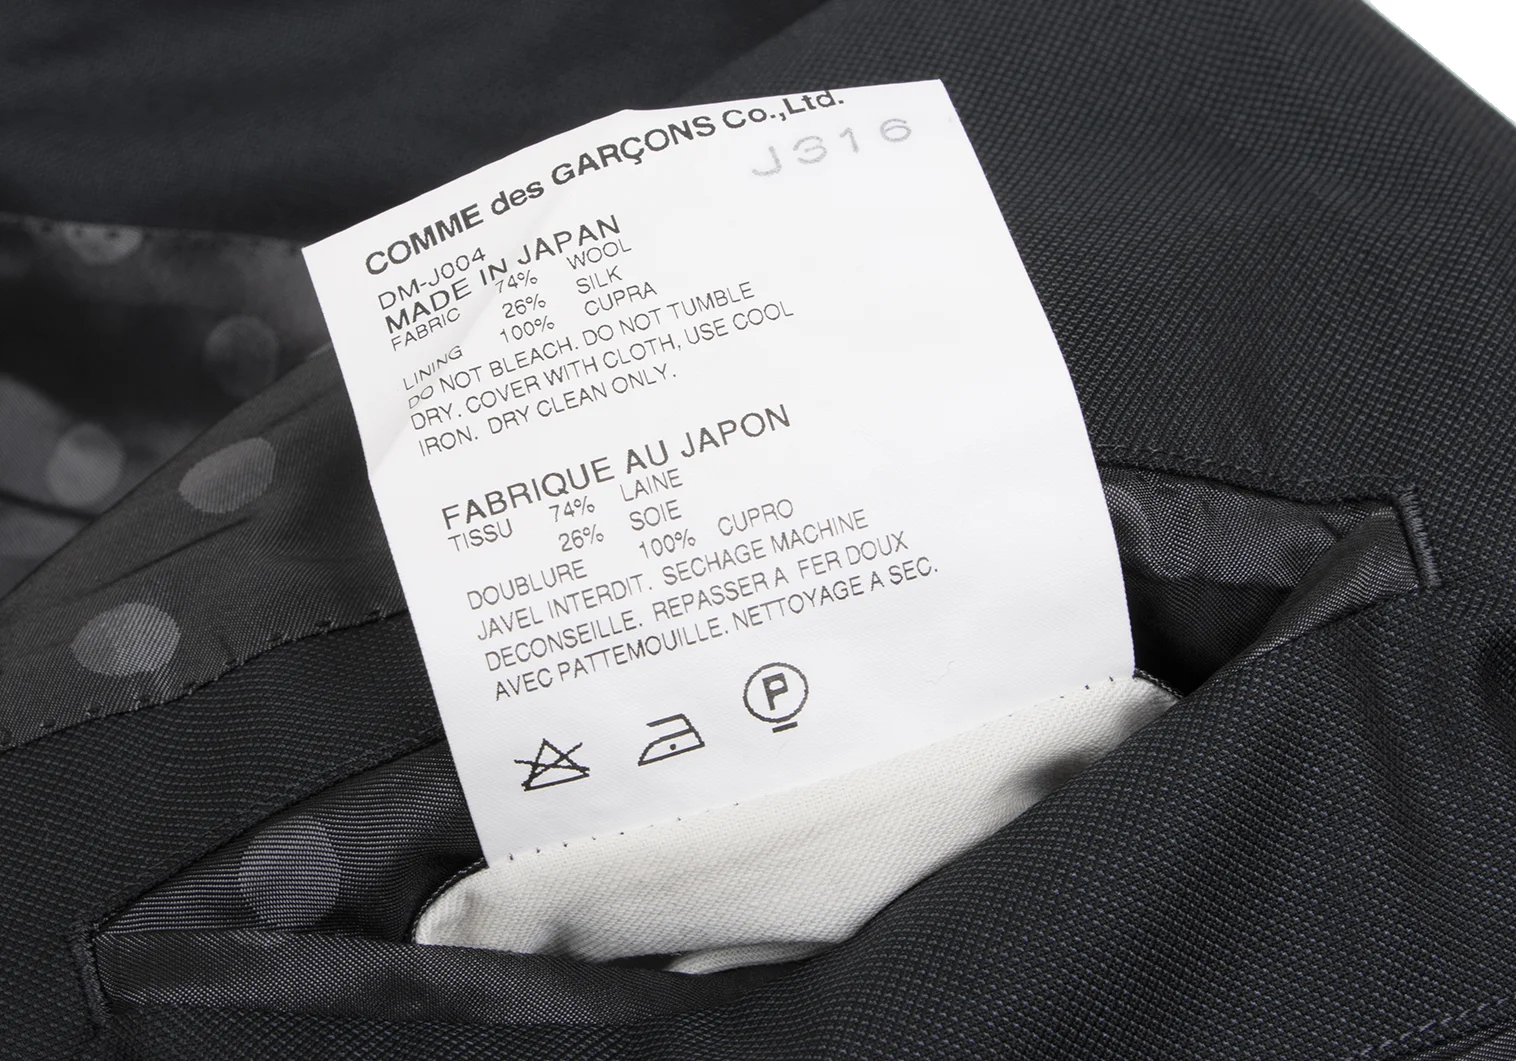 COMME des GARÇONS Co.,Ltd.
J316
DM-J004
MADE IN JAPAN
FABRIC 74% WOOL
26% SILK
LINING 100% CUPRA
DO NOT BLEACH. DO NOT TUMBLE
DRY. COVER WITH CLOTH, USE COOL
IRON. DRY CLEAN ONLY.
FABRIQUE AU JAPON
TISSU 74% LAINE
26% SOIE
DOUBLURE 100% CUPRO
JAVEL INTERDIT. SECHAGE MACHINE
DECONSEILLE. REPASSER A FER DOUX
AVEC PATTEMOUILLE. NETTOYAGE A SEC.
P